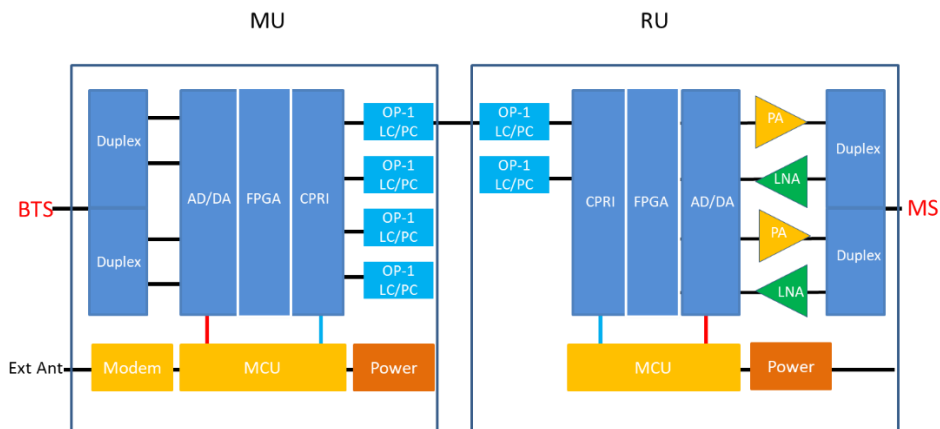 MU
RU
OP-1
LC/PC
OP-1
LC/PC
OP-1
LC/PC
OP-1
LC/PC
Duplex
Duplex
BTS
AD/DA
FPGA
CPRI
OP-1
LC/PC
OP-1
LC/PC
CPRI
FPGA
AD/DA
PA
LNA
PA
LNA
Duplex
Duplex
MS
Ext Ant
Modem
MCU
Power
MCU
Power